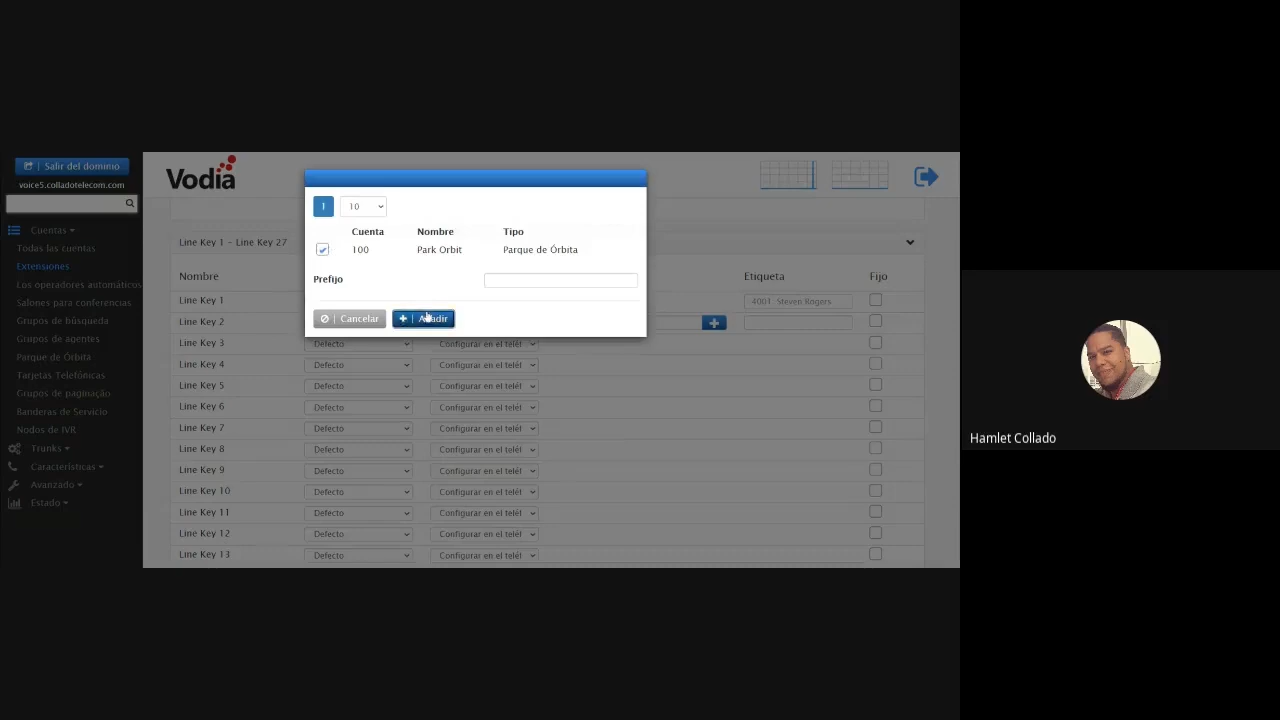 Salir del dominio
voice5.colladotelecom.com
Cuentas
Todas las cuentas
Extensiones
Los operadores automáticos
Salones para conferencias
Grupos de búsqueda
Grupos de agentes
Parque de Órbita
Tarjetas Telefónicas
Grupos de paginação
Banderas de Servicio
Nodos de IVR
Trunks
Características
Avanzado
Estado
Vodia
1 10
Cuenta Nombre Tipo
100 Park Orbit Parque de Órbita
Prefijo
Cancelar Añadir
Line Key 1 - Line Key 27
Nombre Etiqueta Fijo
Line Key 1 4001 Steven Rogers
Line Key 2
Line Key 3 Defecto Configurar en el teléf
Line Key 4 Defecto Configurar en el teléf
Line Key 5 Defecto Configurar en el teléf
Line Key 6 Defecto Configurar en el teléf
Line Key 7 Defecto Configurar en el teléf
Line Key 8 Defecto Configurar en el teléf
Line Key 9 Defecto Configurar en el teléf
Line Key 10 Defecto Configurar en el teléf
Line Key 11 Defecto Configurar en el teléf
Line Key 12 Defecto Configurar en el teléf
Line Key 13 Defecto Configurar en el teléf
Hamlet Collado